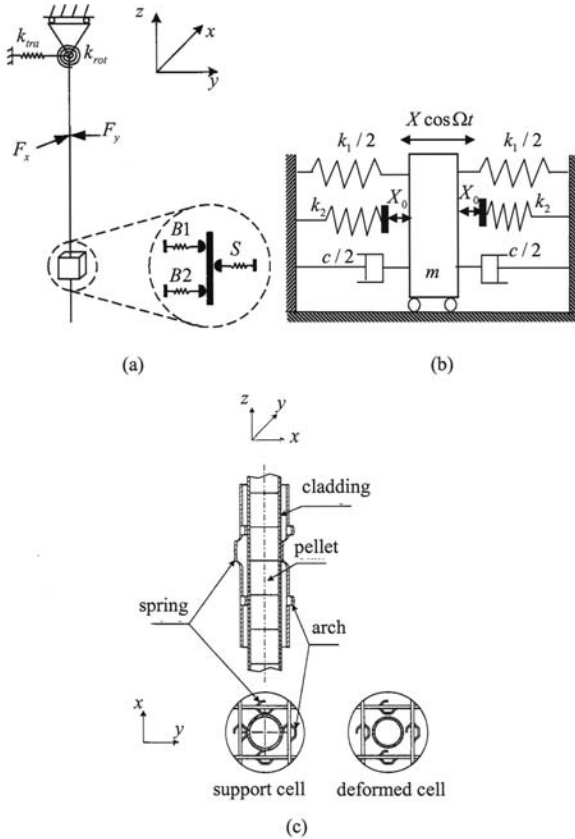 z
x
y
k_tra
k_rot
F_x
F_y
B1
B2
S
(a)
X cos Ωt
k_1 / 2
k_1 / 2
X_0
X_0
k_2
k_2
c / 2
c / 2
m
(b)
z
y
x
cladding
pellet
spring
arch
x
y
support cell
deformed cell
(c)